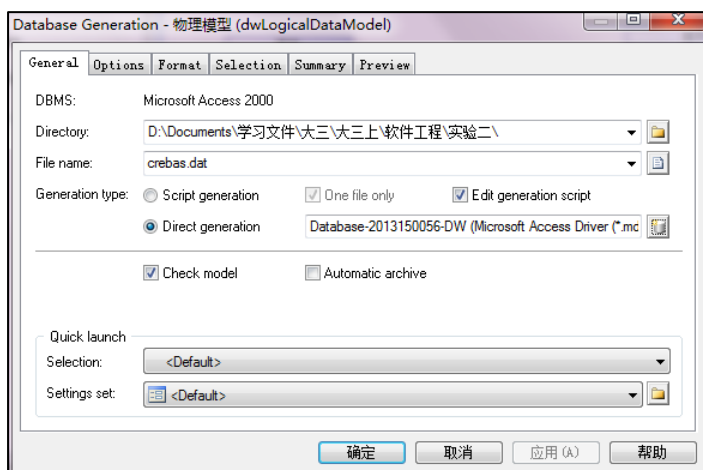 Database Generation - 物理模型 (dwLogicalDataModel)
General Options Format Selection Summary Preview
DBMS: Microsoft Access 2000
Directory: D:\Documents\学习文件\大三\大三上\软件工程\实验二\
File name: crebas.dat
Generation type: Script generation One file only Edit generation script
Direct generation Database-2013150056-DW (Microsoft Access Driver (*.mc
Check model Automatic archive
Quick launch
Selection: <Default>
Settings set: <Default>
确定 取消 应用(A) 帮助